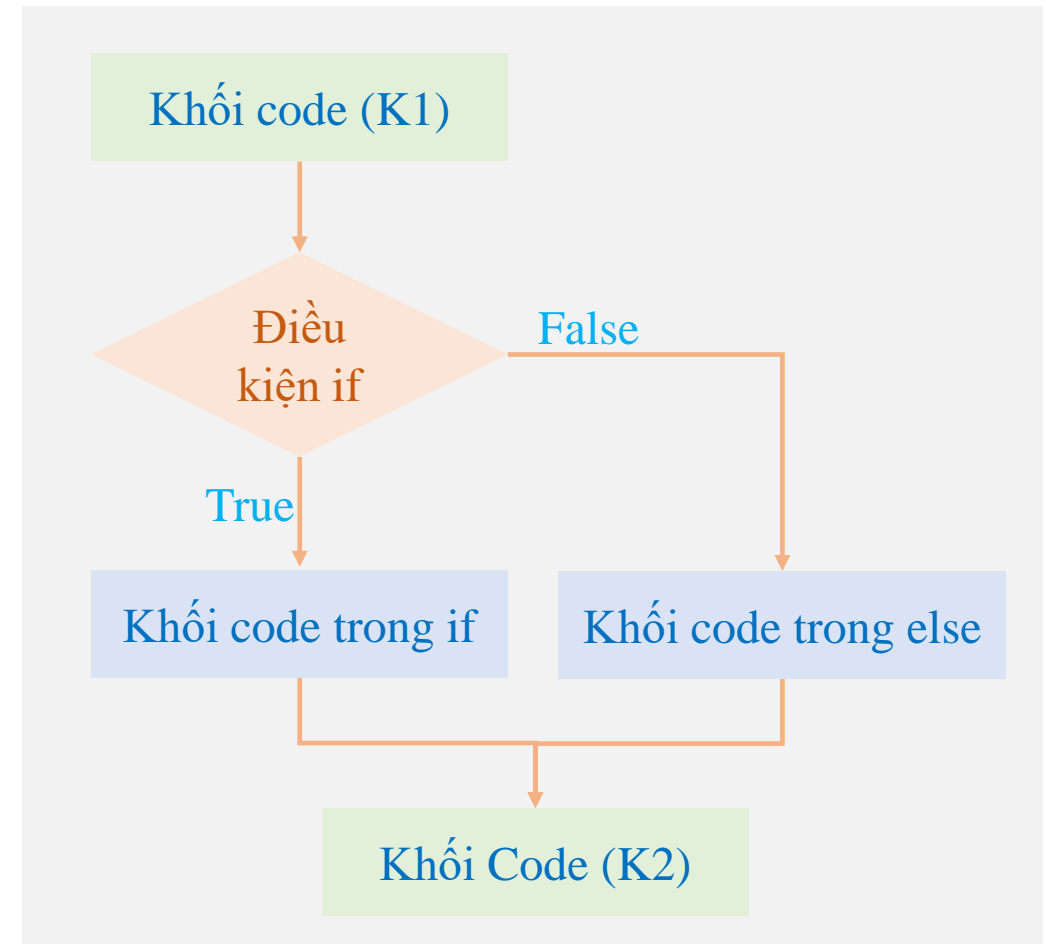 Khối code (K1)
Điều
kiện if
False
True
Khối code trong if
Khối code trong else
Khối Code (K2)